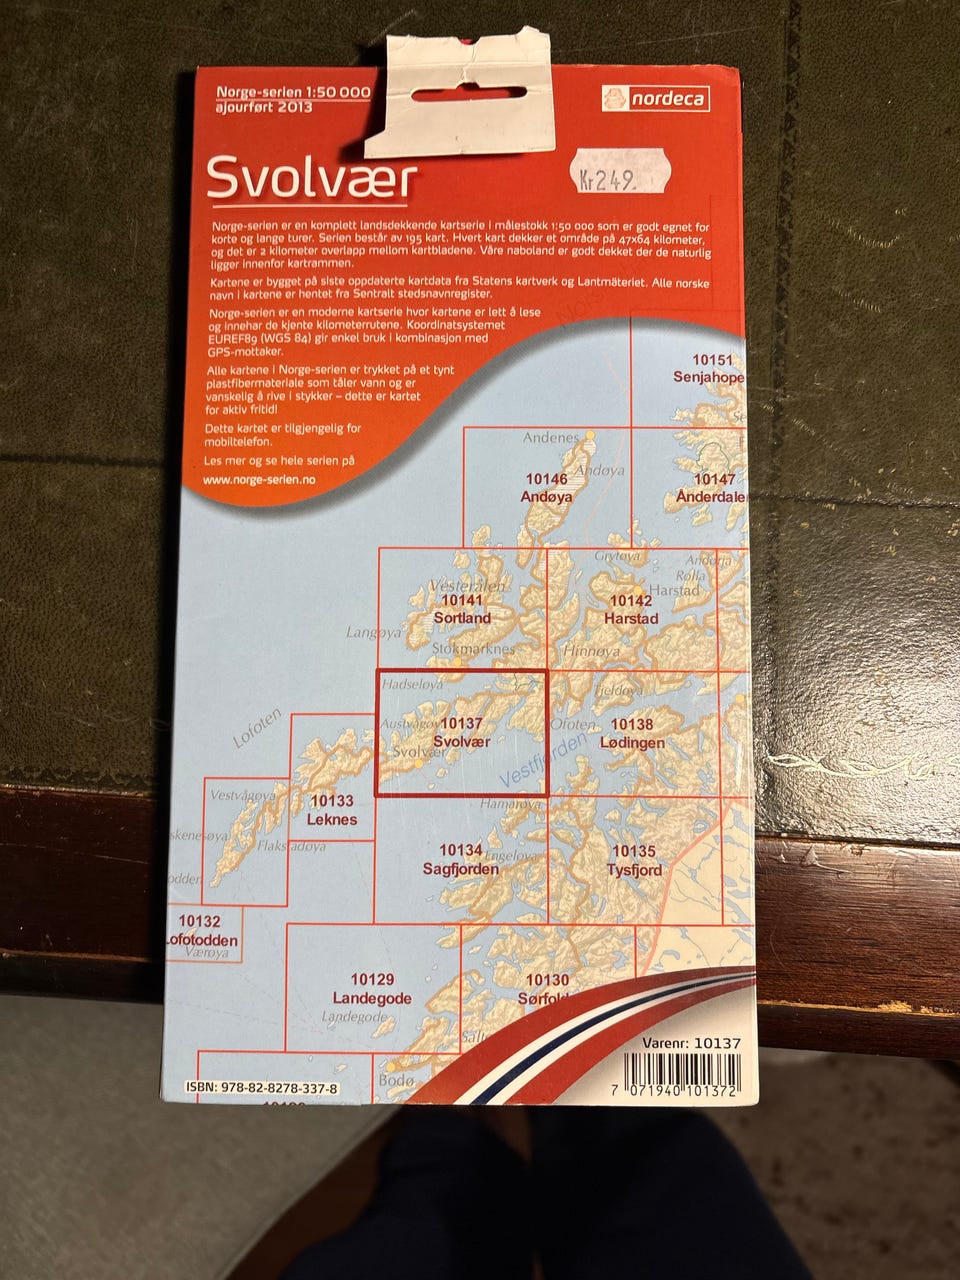 Norge-serien 1:50 000
ajourført 2013
nordeca
Svolvær
Kr 249.
Norge-serien er en komplett landsdekkende kartserie i målestokk 1:50 000 som er godt egnet for
korte og lange turer. Serien består av 195 kart. Hvert kart dekker et område på 47x64 kilometer,
og det er 2 kilometer overlapp mellom kartbladene. Våre naboland er godt dekket der de naturlig
ligger innenfor kartrammen.
Kartene er bygget på siste oppdaterte kartdata fra Statens kartverk og Lantmäteriet. Alle norske
navn i kartene er hentet fra Sentralt stedsnavnregister.
Norge-serien er en moderne kartserie hvor kartene er lett å lese
og innehar de kjente kilometerrutene. Koordinatsystemet
EUREF89 (WGS 84) gir enkel bruk i kombinasjon med
GPS-mottaker.
Alle kartene i Norge-serien er trykket på et tynt
plastfibermateriale som tåler vann og er
vanskelig å rive i stykker – dette er kartet
for aktiv fritid!
Dette kartet er tilgjengelig for
mobiltelefon.
Les mer og se hele serien på
www.norge-serien.no
10151
Senjahope
Andenes
Andøya
10146
Andøya
10147
Ånderdale
Grytøya
Andørja
Rolla
Harstad
Vesterålen
10141
Sortland
10142
Harstad
Langøya
Stokmarknes
Hinnøya
Hadseløya
Tjeldøya
Lofoten
Austvågøy
10137
Svolvær
Svolvær
Ofoten
10138
Lødingen
Vestfjorden
Vestvågøya
10133
Leknes
Hamarøya
skenesøya
Flakstadøya
10134
Sagfjorden
Engeløya
10135
Tysfjord
odden
10132
Lofotodden
Værøya
10129
Landegode
Landegode
10130
Sørfold
Salt
Bodø
Varenr: 10137
ISBN: 978-82-8278-337-8
7 071940 101372